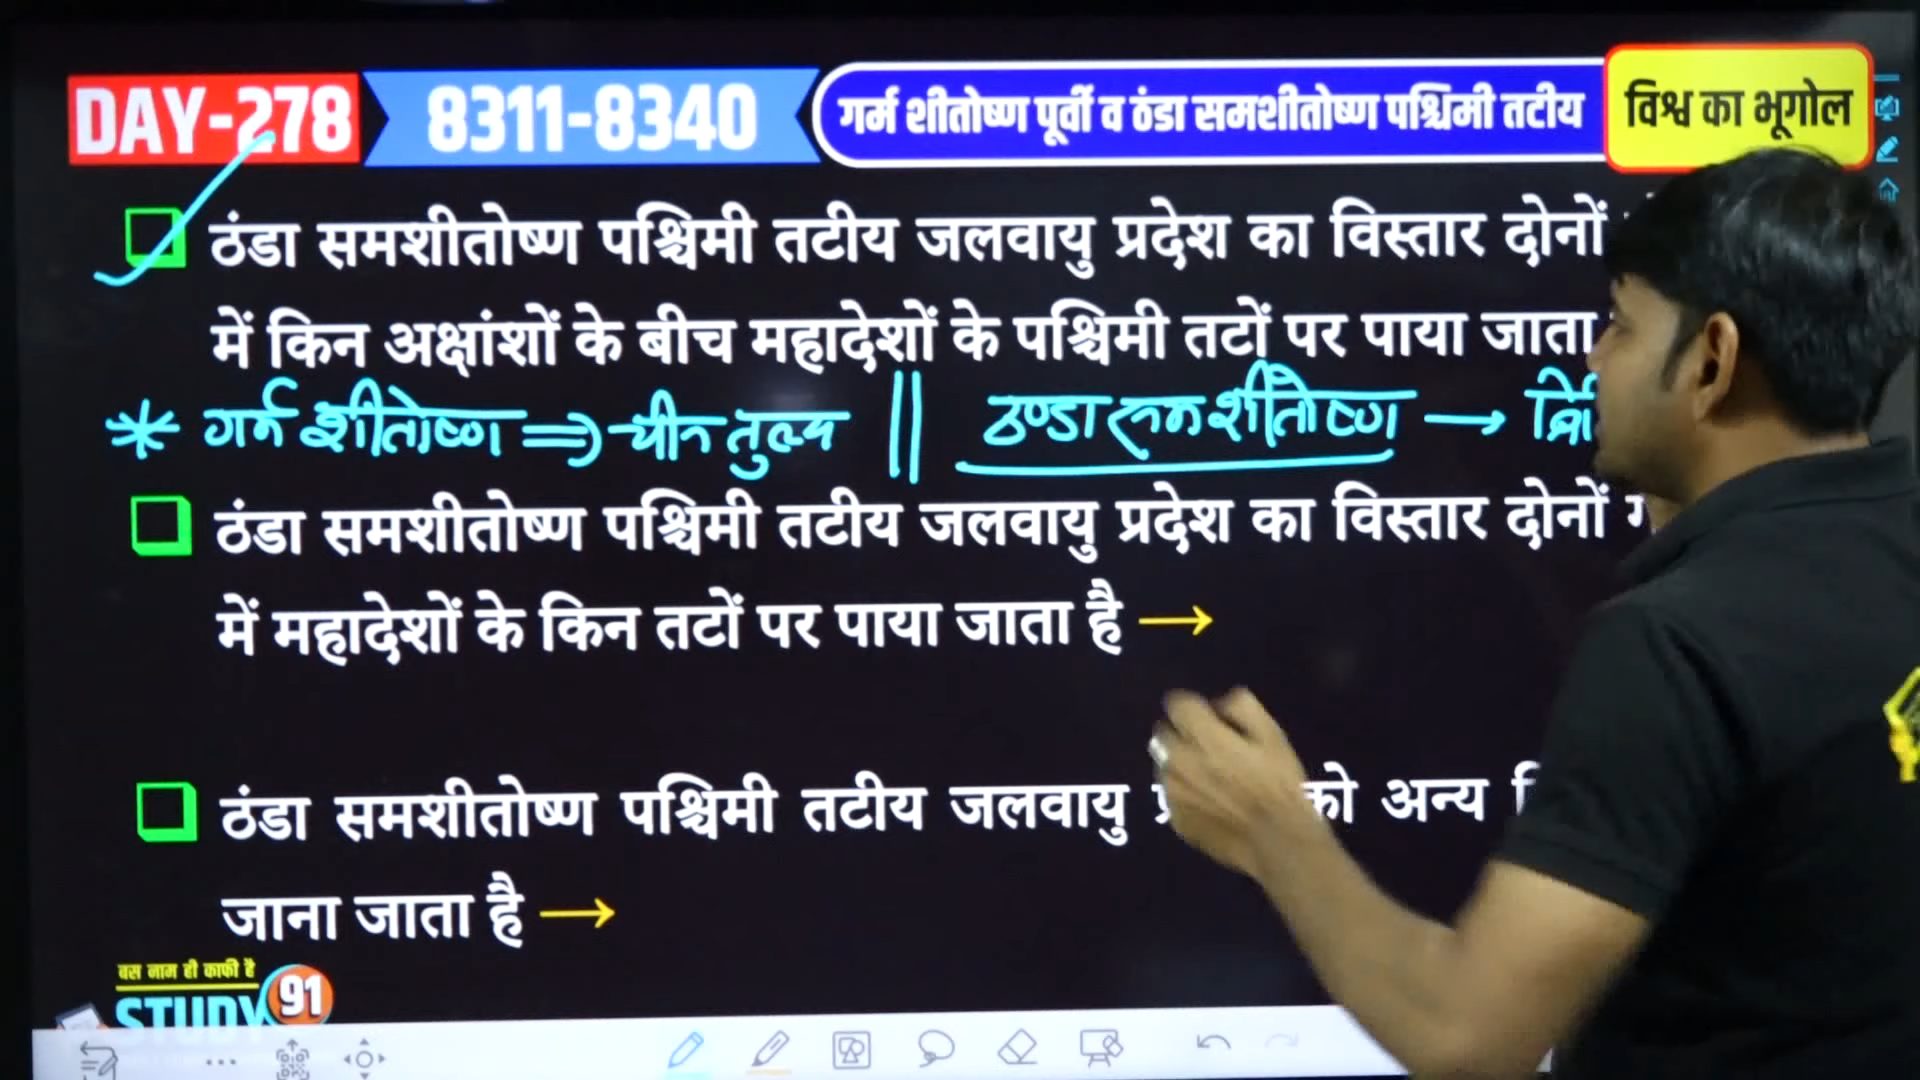 DAY-278 8311-8340 गर्म शीतोष्ण पूर्वी व ठंडा समशीतोष्ण पश्चिमी तटीय विश्व का भूगोल
ठंडा समशीतोष्ण पश्चिमी तटीय जलवायु प्रदेश का विस्तार दोनों
में किन अक्षांशों के बीच महादेशों के पश्चिमी तटों पर पाया जाता
* गर्म शीतोष्ण ⇒ चीन तुल्य || ठण्डा समशीतोष्ण →
ठंडा समशीतोष्ण पश्चिमी तटीय जलवायु प्रदेश का विस्तार दोनों
में महादेशों के किन तटों पर पाया जाता है →
ठंडा समशीतोष्ण पश्चिमी तटीय जलवायु को अन्य
जाना जाता है →
बस नाम ही काफी है
STUDY 91